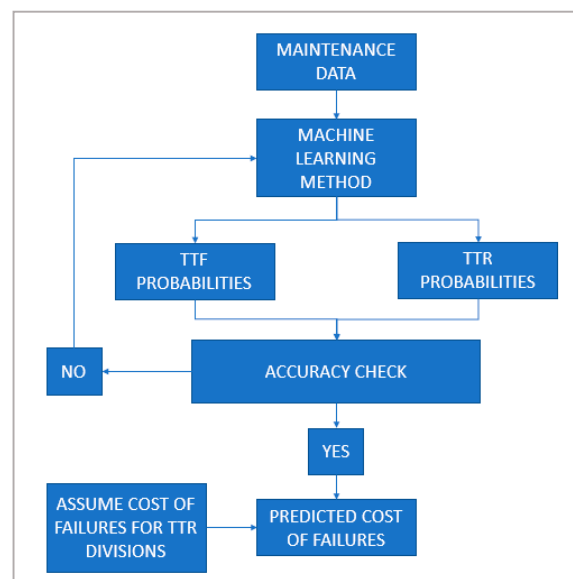 MAINTENANCE
DATA
MACHINE
LEARNING
METHOD
TTF
PROBABILITIES
TTR
PROBABILITIES
NO
ACCURACY CHECK
YES
ASSUME COST OF
FAILURES FOR TTR
DIVISIONS
PREDICTED COST
OF FAILURES